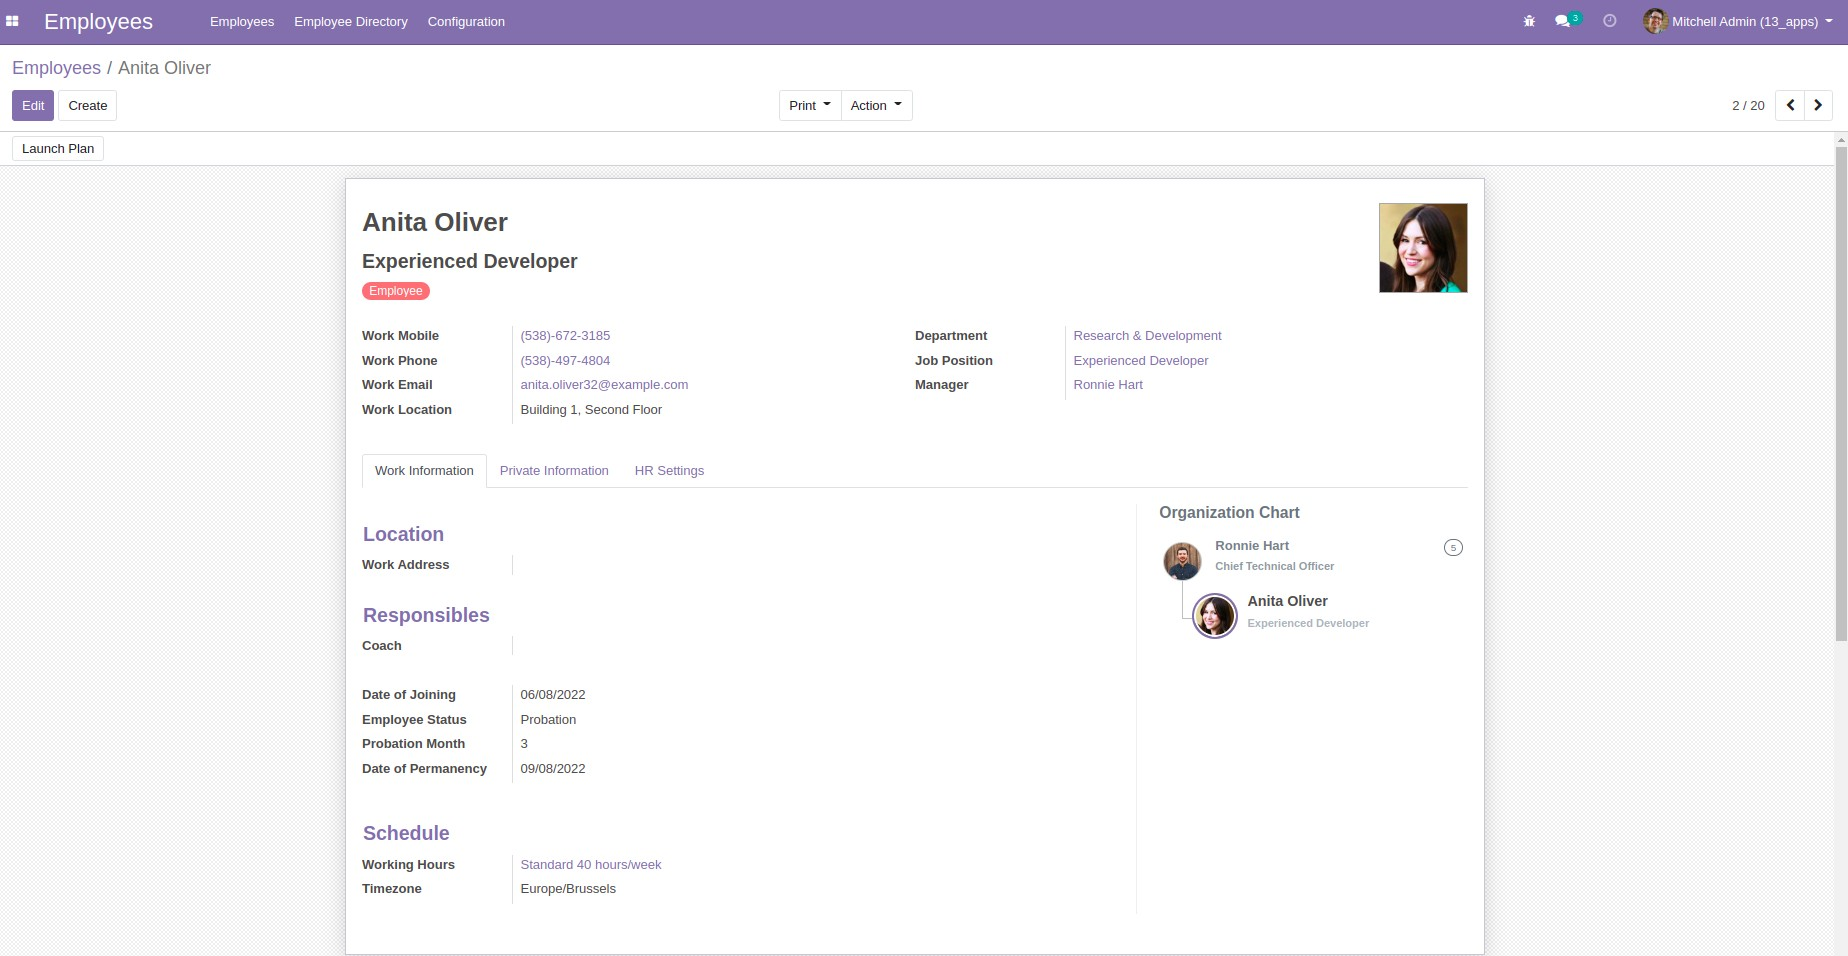 Employees Employees Employee Directory Configuration 3 Mitchell Admin (13_apps)
Employees / Anita Oliver
Edit Create Print Action 2 / 20
Launch Plan
Anita Oliver
Experienced Developer
Employee
Work Mobile (538)-672-3185 Department Research & Development
Work Phone (538)-497-4804 Job Position Experienced Developer
Work Email anita.oliver32@example.com Manager Ronnie Hart
Work Location Building 1, Second Floor
Work Information Private Information HR Settings
Location
Work Address
Responsibles
Coach
Date of Joining 06/08/2022
Employee Status Probation
Probation Month 3
Date of Permanency 09/08/2022
Schedule
Working Hours Standard 40 hours/week
Timezone Europe/Brussels
Organization Chart
Ronnie Hart 5
Chief Technical Officer
Anita Oliver
Experienced Developer